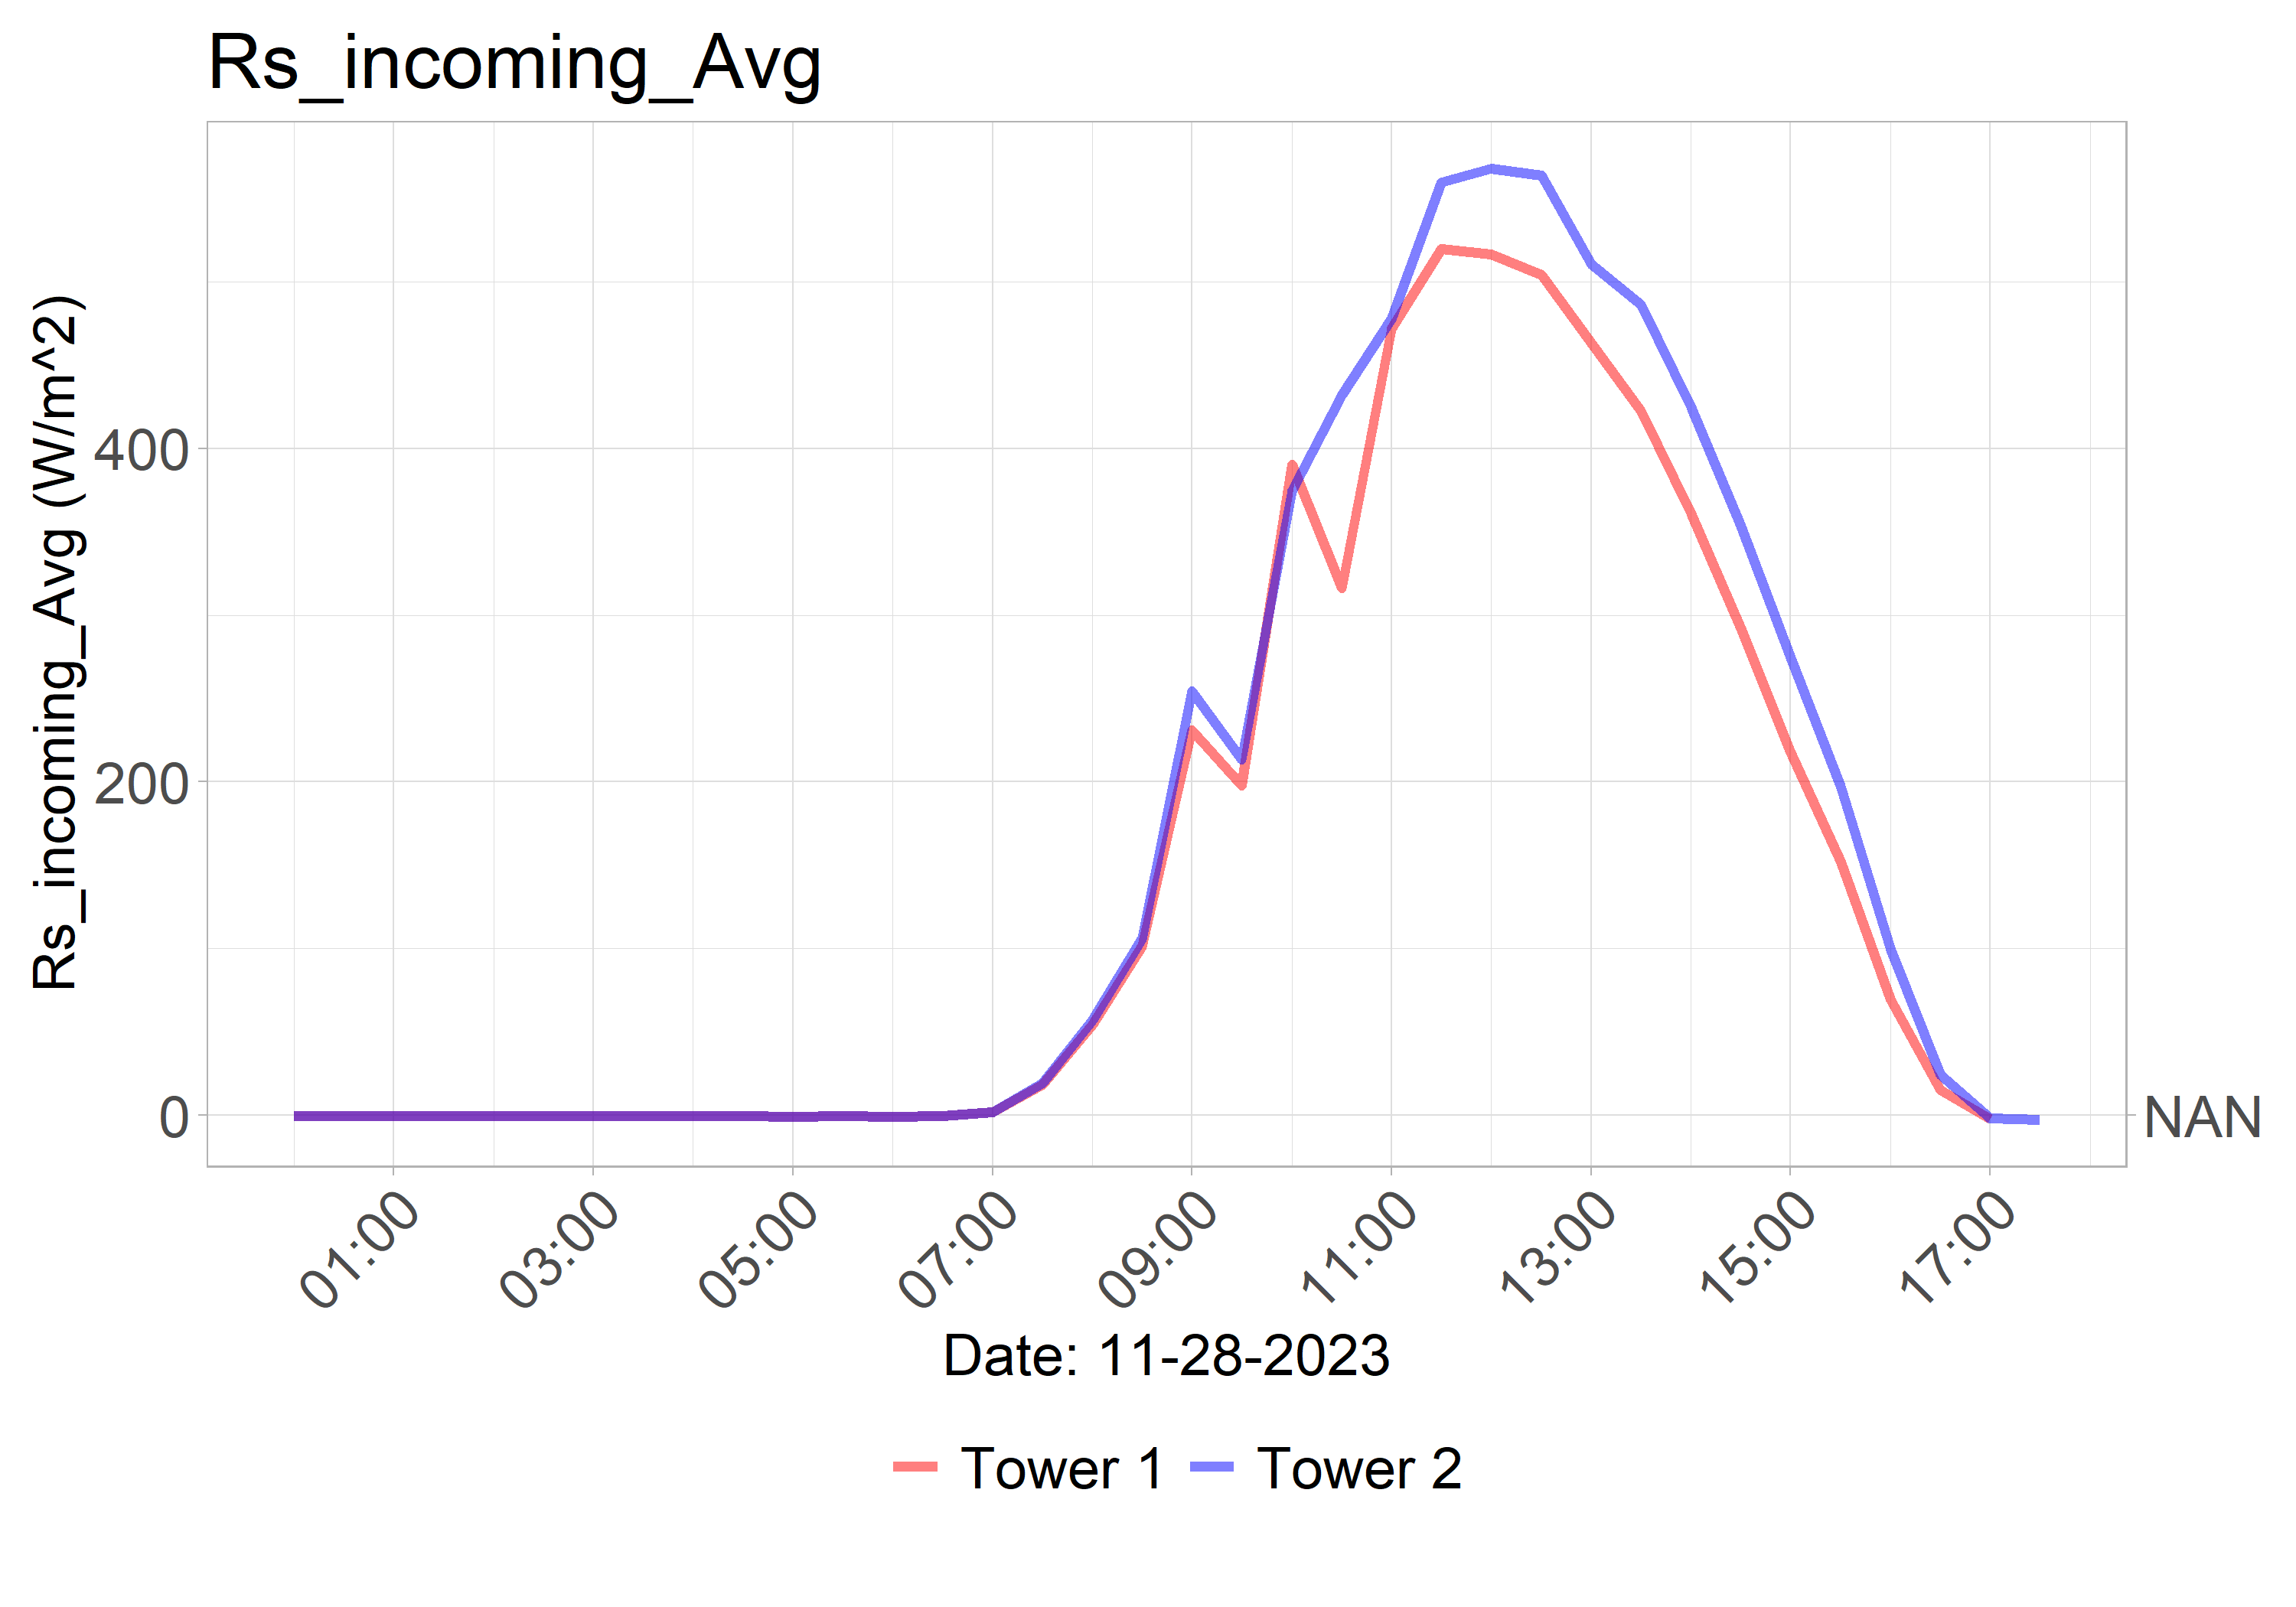 Rs_incoming_Avg
Rs_incoming_Avg (W/m^2)
400
200
0
NAN
01:00
03:00
05:00
07:00
09:00
11:00
13:00
15:00
17:00
Date: 11-28-2023
Tower 1 Tower 2